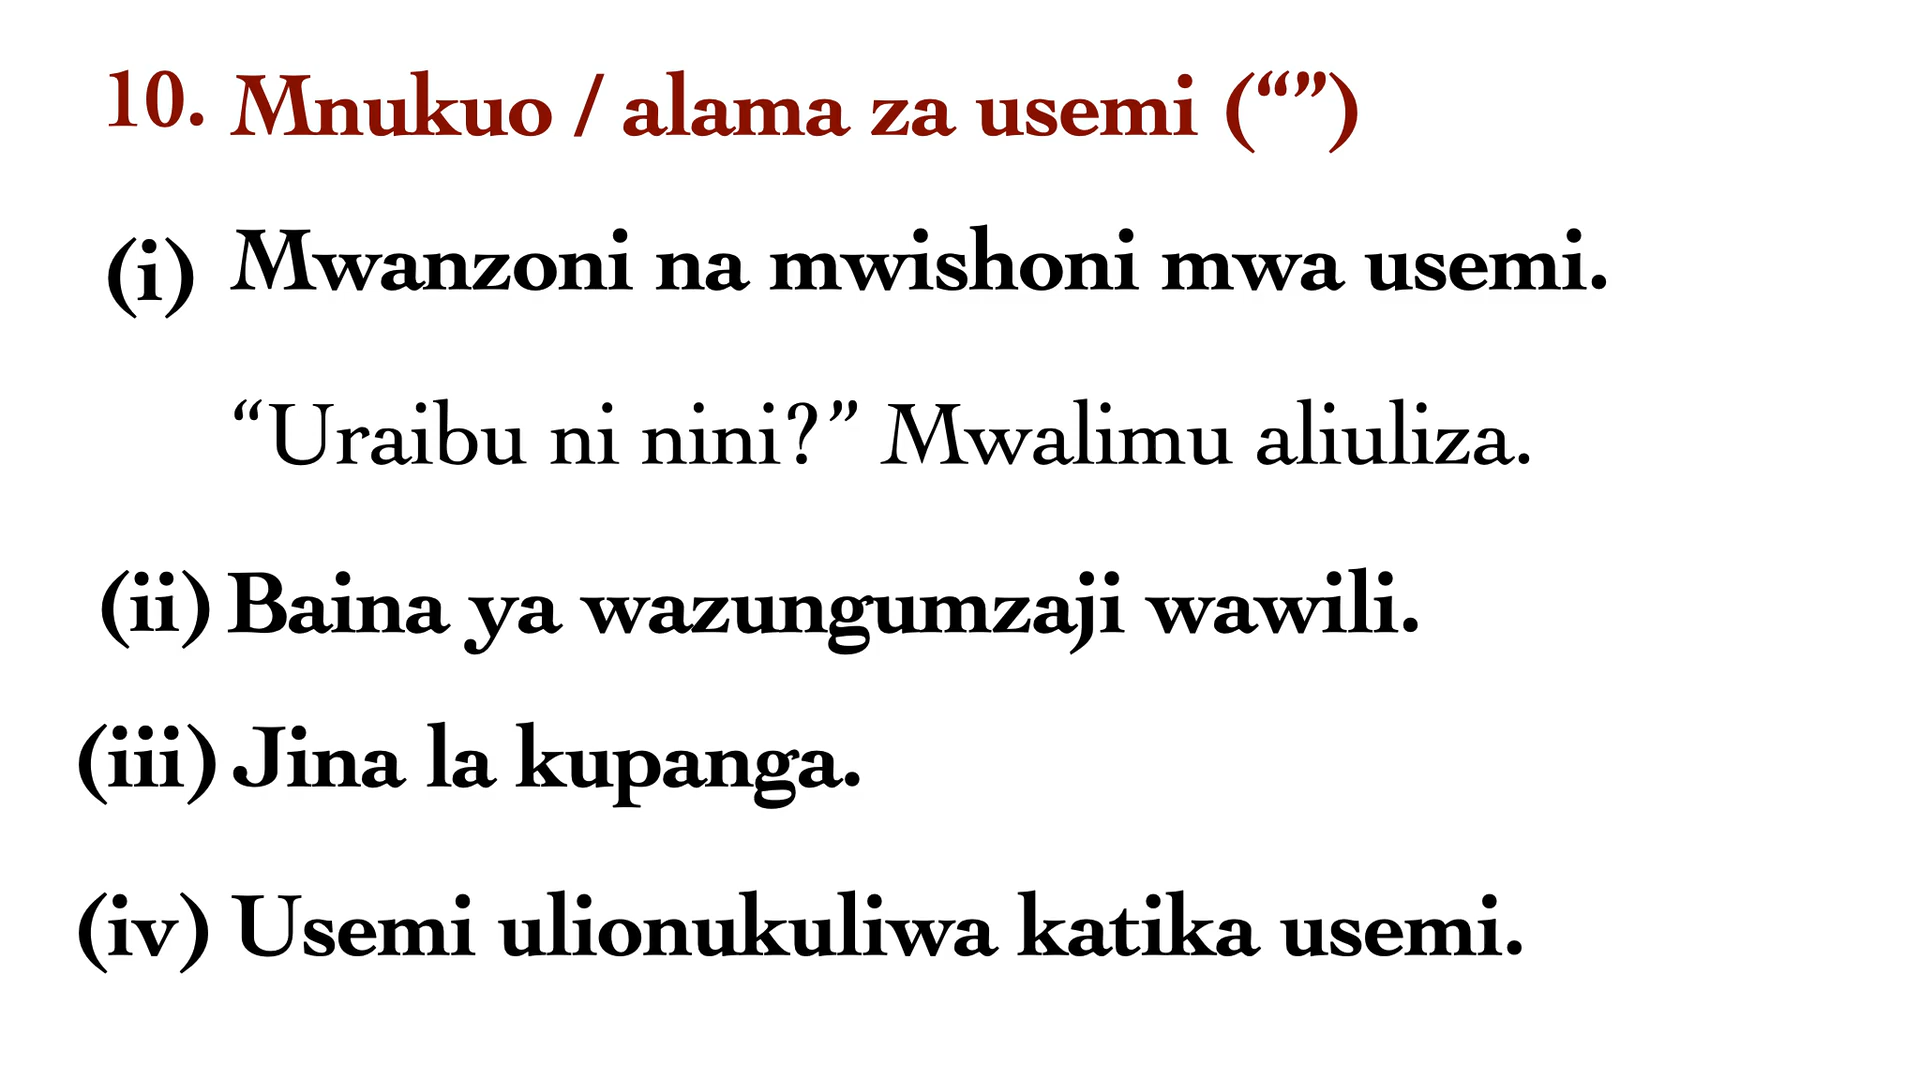 10. Mnukuo / alama za usemi (“”)
(i) Mwanzoni na mwishoni mwa usemi.
“Uraibu ni nini?” Mwalimu aliuliza.
(ii) Baina ya wazungumzaji wawili.
(iii) Jina la kupanga.
(iv) Usemi ulionukuliwa katika usemi.